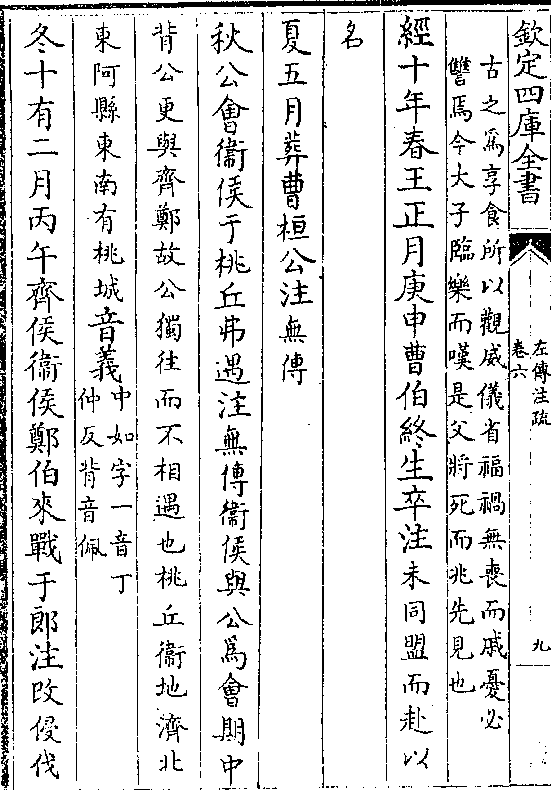 欽定四庫全書
左傳注疏
卷六
九
古之為享食所以觀威儀省福禍無喪而戚憂必
讐焉今大子臨樂而嘆是父將死而兆先見也
經十年春王正月庚申曹伯終生卒注未同盟而赴以
名
夏五月葬曹桓公注無傳
秋公會衞侯于桃丘弗遇注無傳衞侯與公為會期中
背公更與齊鄭故公獨往而不相遇也桃丘衞地濟北
東阿縣東南有桃城音義中如字一音丁
仲反背音佩
冬十有二月丙午齊侯衞侯鄭伯來戰于郎注改侵伐